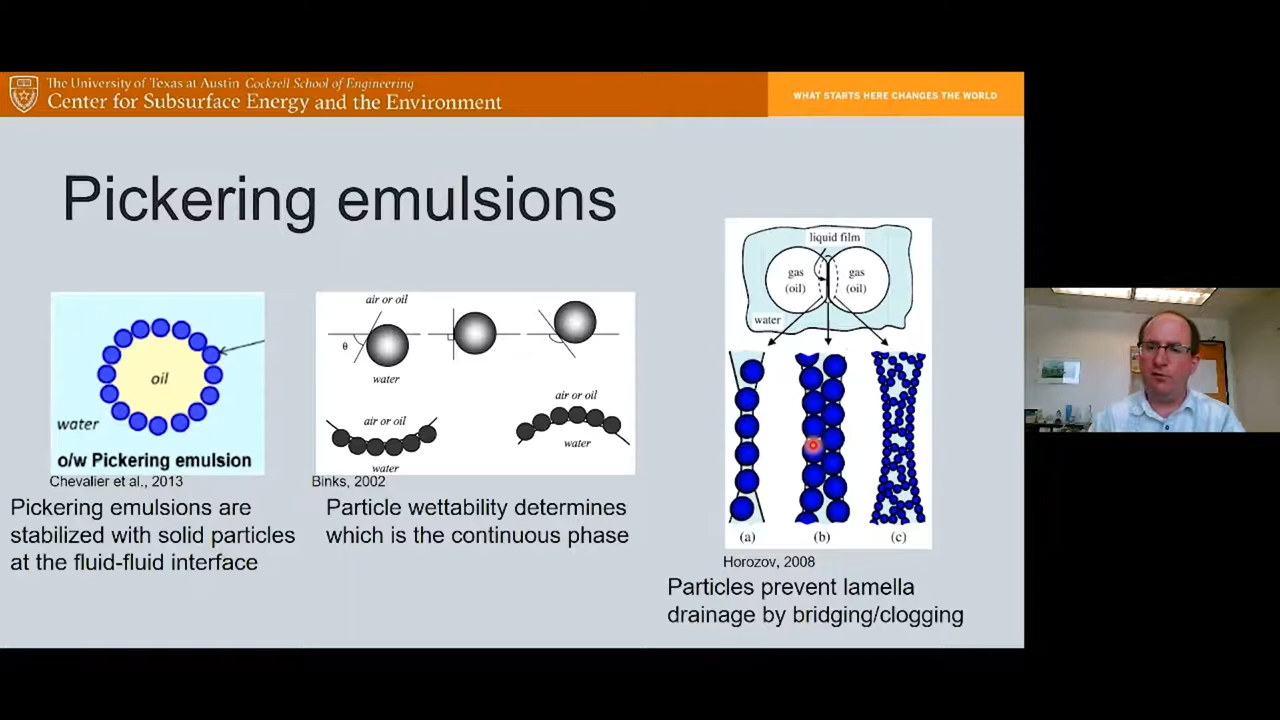 The University of Texas at Austin Cockrell School of Engineering
Center for Subsurface Energy and the Environment
WHAT STARTS HERE CHANGES THE WORLD
Pickering emulsions
oil
water
o/w Pickering emulsion
Chevalier et al., 2013
Pickering emulsions are
stabilized with solid particles
at the fluid-fluid interface
air or oil
θ
water
air or oil
water
air or oil
water
Binks, 2002
Particle wettability determines
which is the continuous phase
liquid film
gas
(oil)
gas
(oil)
water
(a)
(b)
(c)
Horozov, 2008
Particles prevent lamella
drainage by bridging/clogging